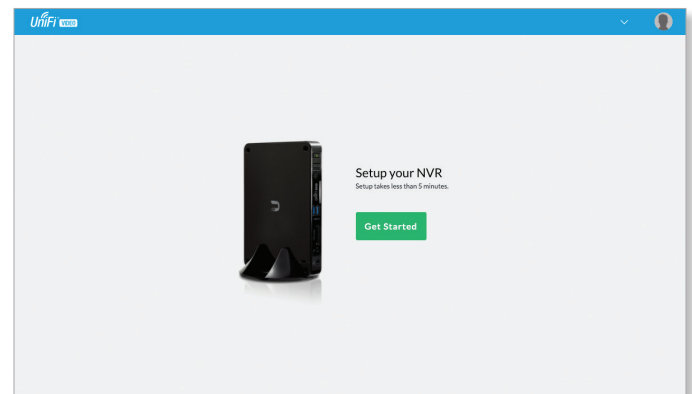 UniFi VIDEO
Setup your NVR
Setup takes less than 5 minutes.
Get Started